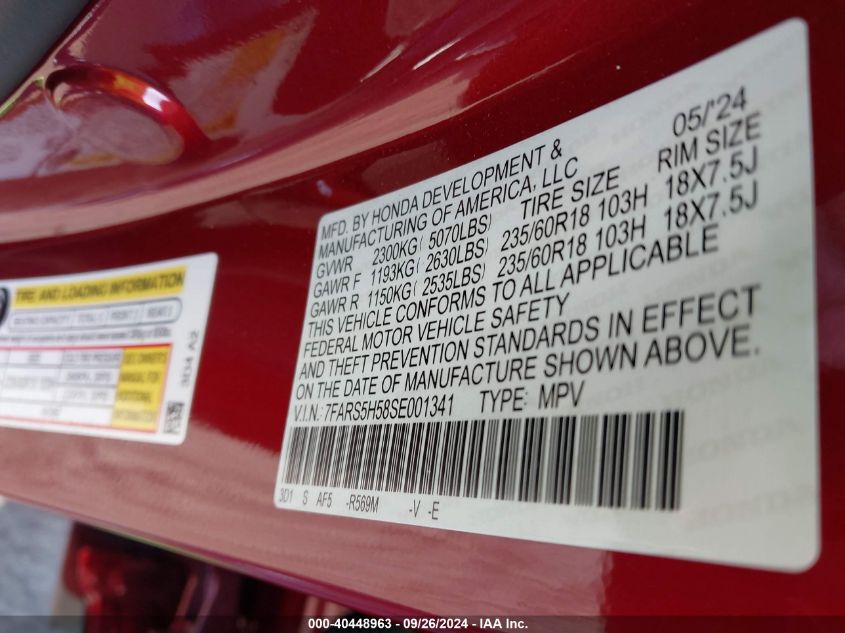 MFD. BY HONDA DEVELOPMENT &
MANUFACTURING OF AMERICA, LLC 05/'24
GVWR 2300KG( 5070LBS) TIRE SIZE RIM SIZE
GAWR F 1193KG( 2630LBS) 235/60R18 103H 18X7.5J
GAWR R 1150KG( 2535LBS) 235/60R18 103H 18X7.5J
THIS VEHICLE CONFORMS TO ALL APPLICABLE
FEDERAL MOTOR VEHICLE SAFETY
AND THEFT PREVENTION STANDARDS IN EFFECT
ON THE DATE OF MANUFACTURE SHOWN ABOVE.
V.I.N.: 7FARS5H58SE001341 TYPE: MPV
3D1 S AF5 -R569M -V -E
TIRE AND LOADING INFORMATION
3D4 A2
000-40448963 - 09/26/2024 - IAA Inc.